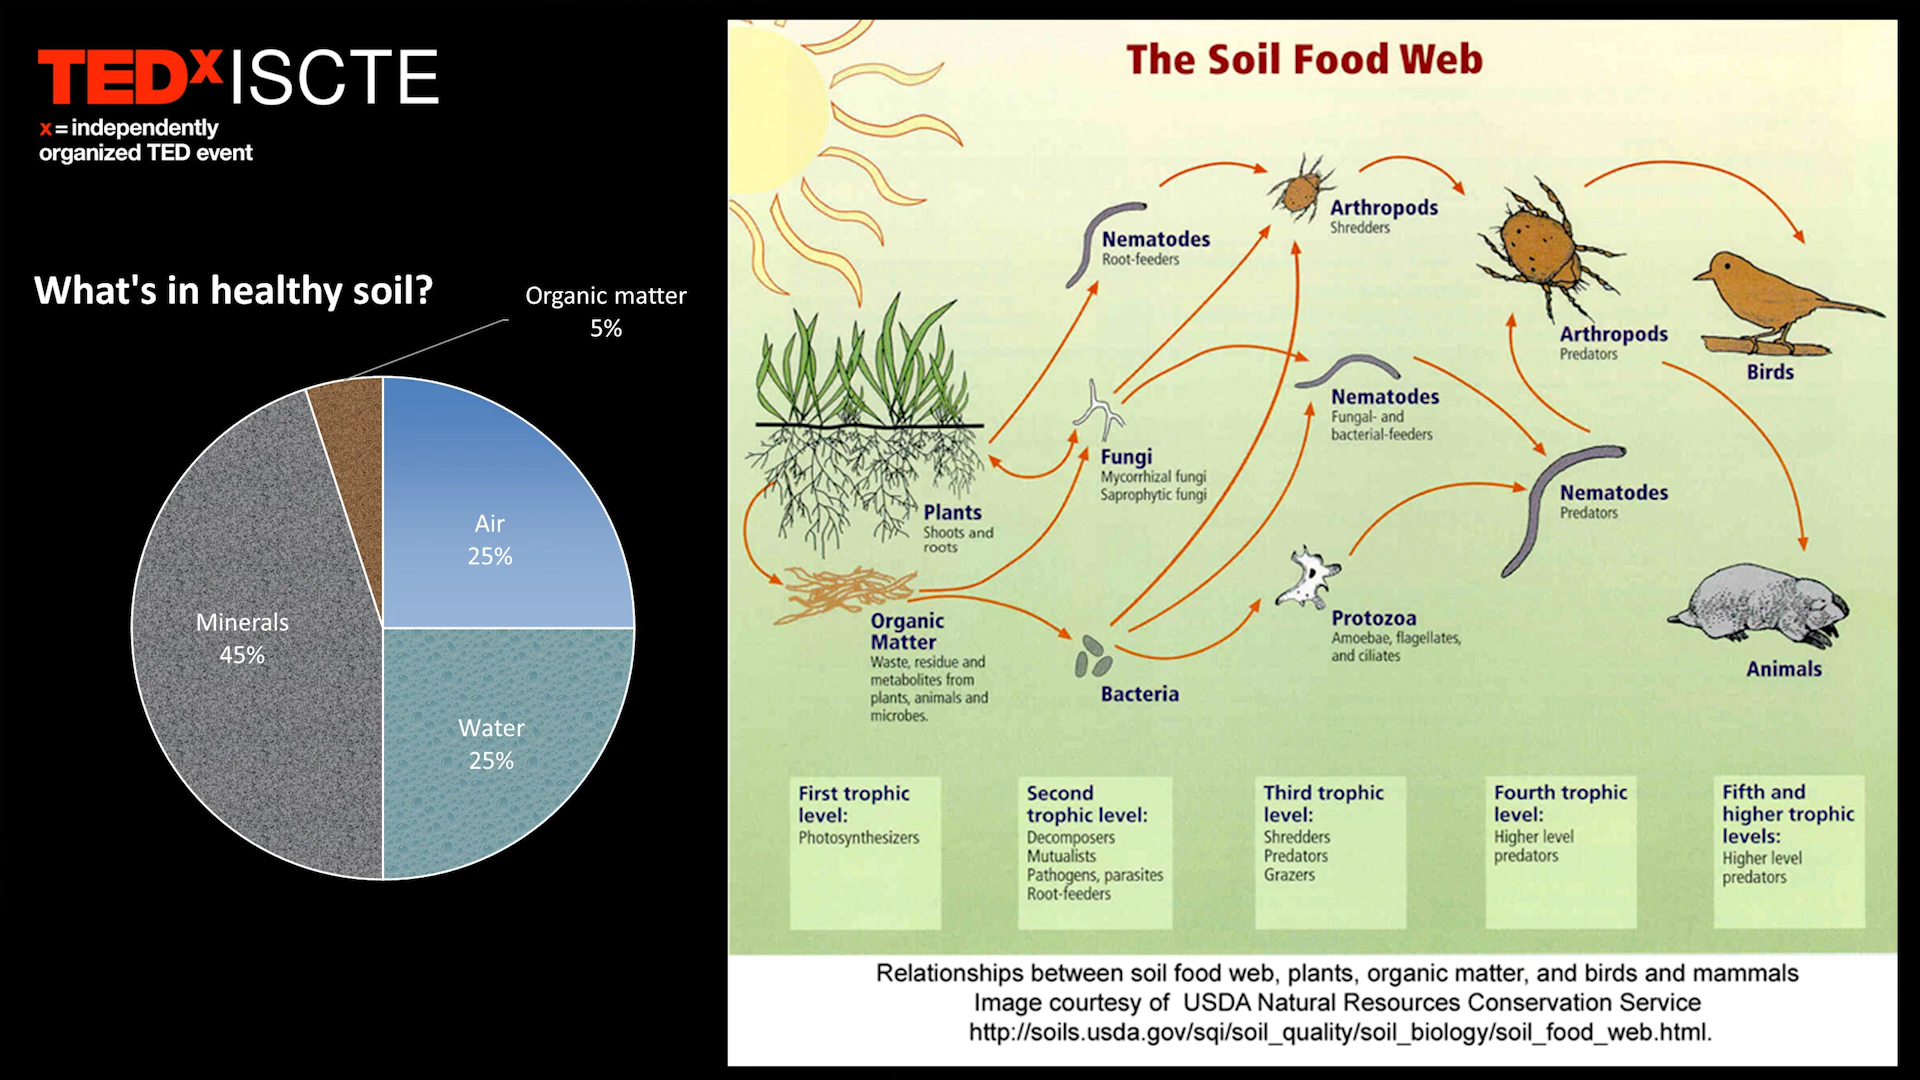 TEDxISCTE
x = independently
organized TED event
What's in healthy soil?
Organic matter
5%
Air
25%
Minerals
45%
Water
25%
The Soil Food Web
Arthropods
Shredders
Nematodes
Root-feeders
Arthropods
Predators
Birds
Nematodes
Fungal- and
bacterial-feeders
Fungi
Mycorrhizal fungi
Saprophytic fungi
Nematodes
Predators
Plants
Shoots and
roots
Organic
Matter
Waste, residue and
metabolites from
plants, animals and
microbes.
Protozoa
Amoebae, flagellates,
and ciliates
Bacteria
Animals
First trophic
level:
Photosynthesizers
Second
trophic level:
Decomposers
Mutualists
Pathogens, parasites
Root-feeders
Third trophic
level:
Shredders
Predators
Grazers
Fourth trophic
level:
Higher level
predators
Fifth and
higher trophic
levels:
Higher level
predators
Relationships between soil food web, plants, organic matter, and birds and mammals
Image courtesy of USDA Natural Resources Conservation Service
http://soils.usda.gov/sqi/soil_quality/soil_biology/soil_food_web.html.